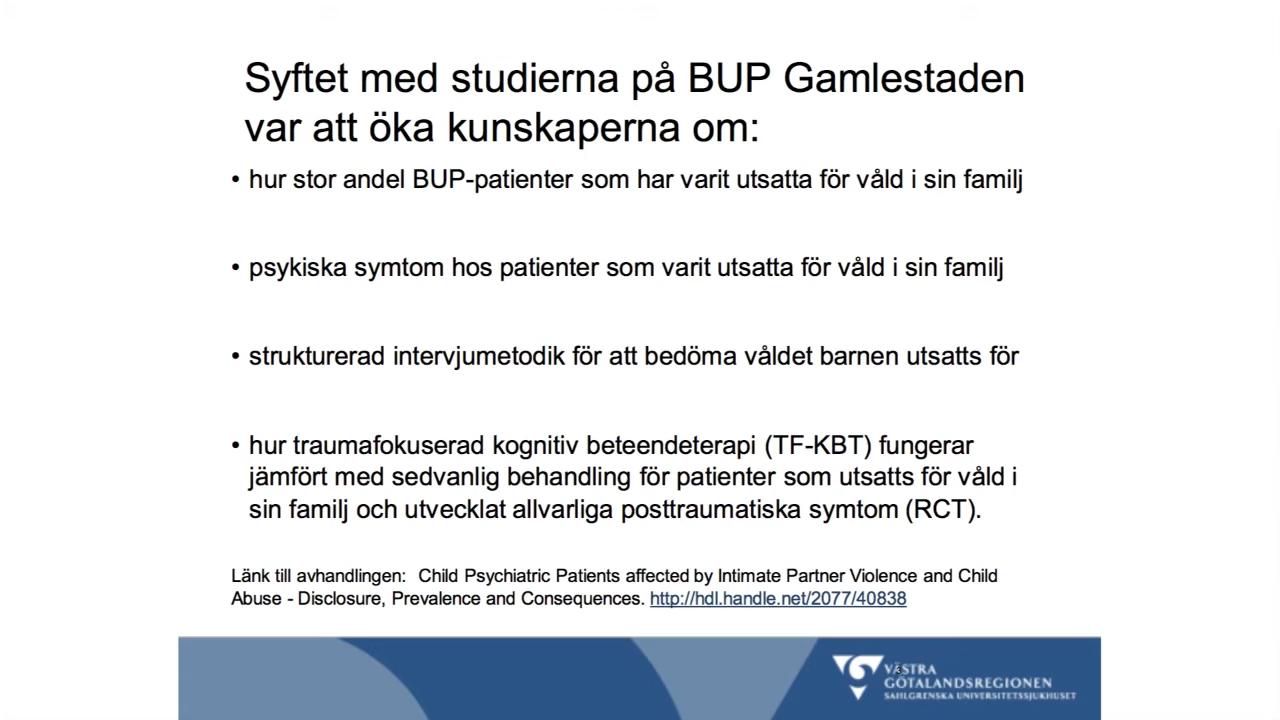 Syftet med studierna på BUP Gamlestaden
var att öka kunskaperna om:
• hur stor andel BUP-patienter som har varit utsatta för våld i sin familj
• psykiska symtom hos patienter som varit utsatta för våld i sin familj
• strukturerad intervjumetodik för att bedöma våldet barnen utsatts för
• hur traumafokuserad kognitiv beteendeterapi (TF-KBT) fungerar
jämfört med sedvanlig behandling för patienter som utsatts för våld i
sin familj och utvecklat allvarliga posttraumatiska symtom (RCT).
Länk till avhandlingen: Child Psychiatric Patients affected by Intimate Partner Violence and Child
Abuse - Disclosure, Prevalence and Consequences. http://hdl.handle.net/2077/40838
VÄSTRA
GÖTALANDSREGIONEN
SAHLGRENSKA UNIVERSITETSSJUKHUSET